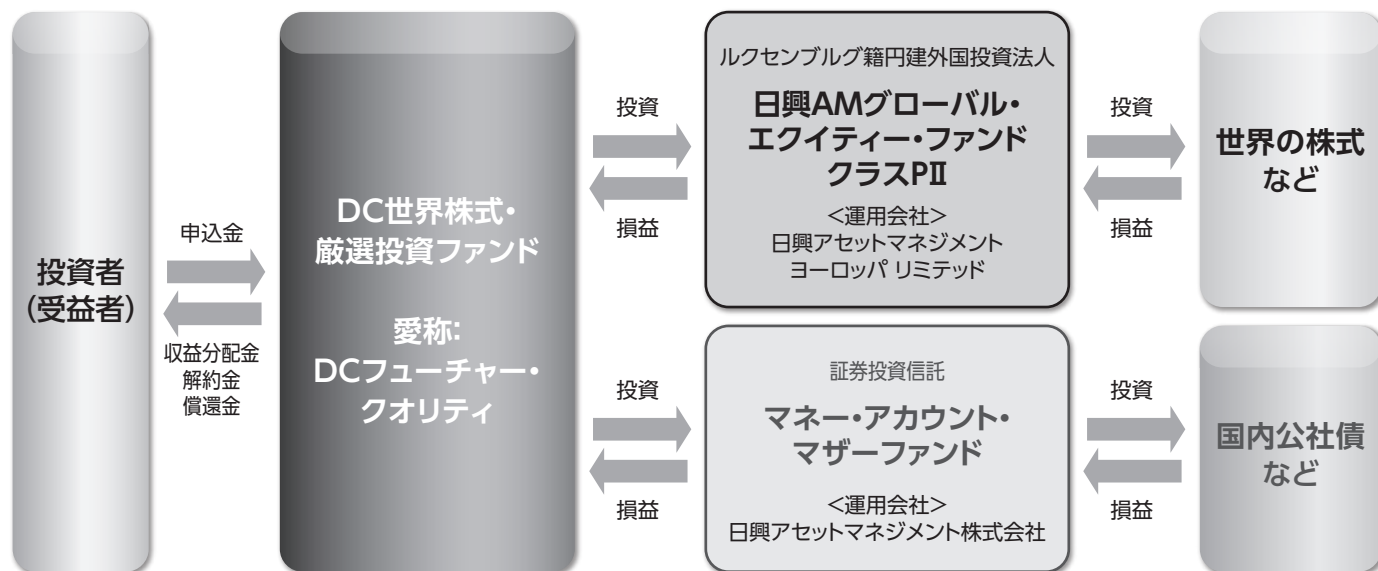 投資者
(受益者)
申込金
収益分配金
解約金
償還金
DC世界株式・
厳選投資ファンド
愛称:
DCフューチャー・
クオリティ
投資
損益
ルクセンブルグ籍円建外国投資法人
日興AMグローバル・
エクイティー・ファンド
クラスPⅡ
<運用会社>
日興アセットマネジメント
ヨーロッパ リミテッド
投資
損益
世界の株式
など
投資
損益
証券投資信託
マネー・アカウント・
マザーファンド
<運用会社>
日興アセットマネジメント株式会社
投資
損益
国内公社債
など